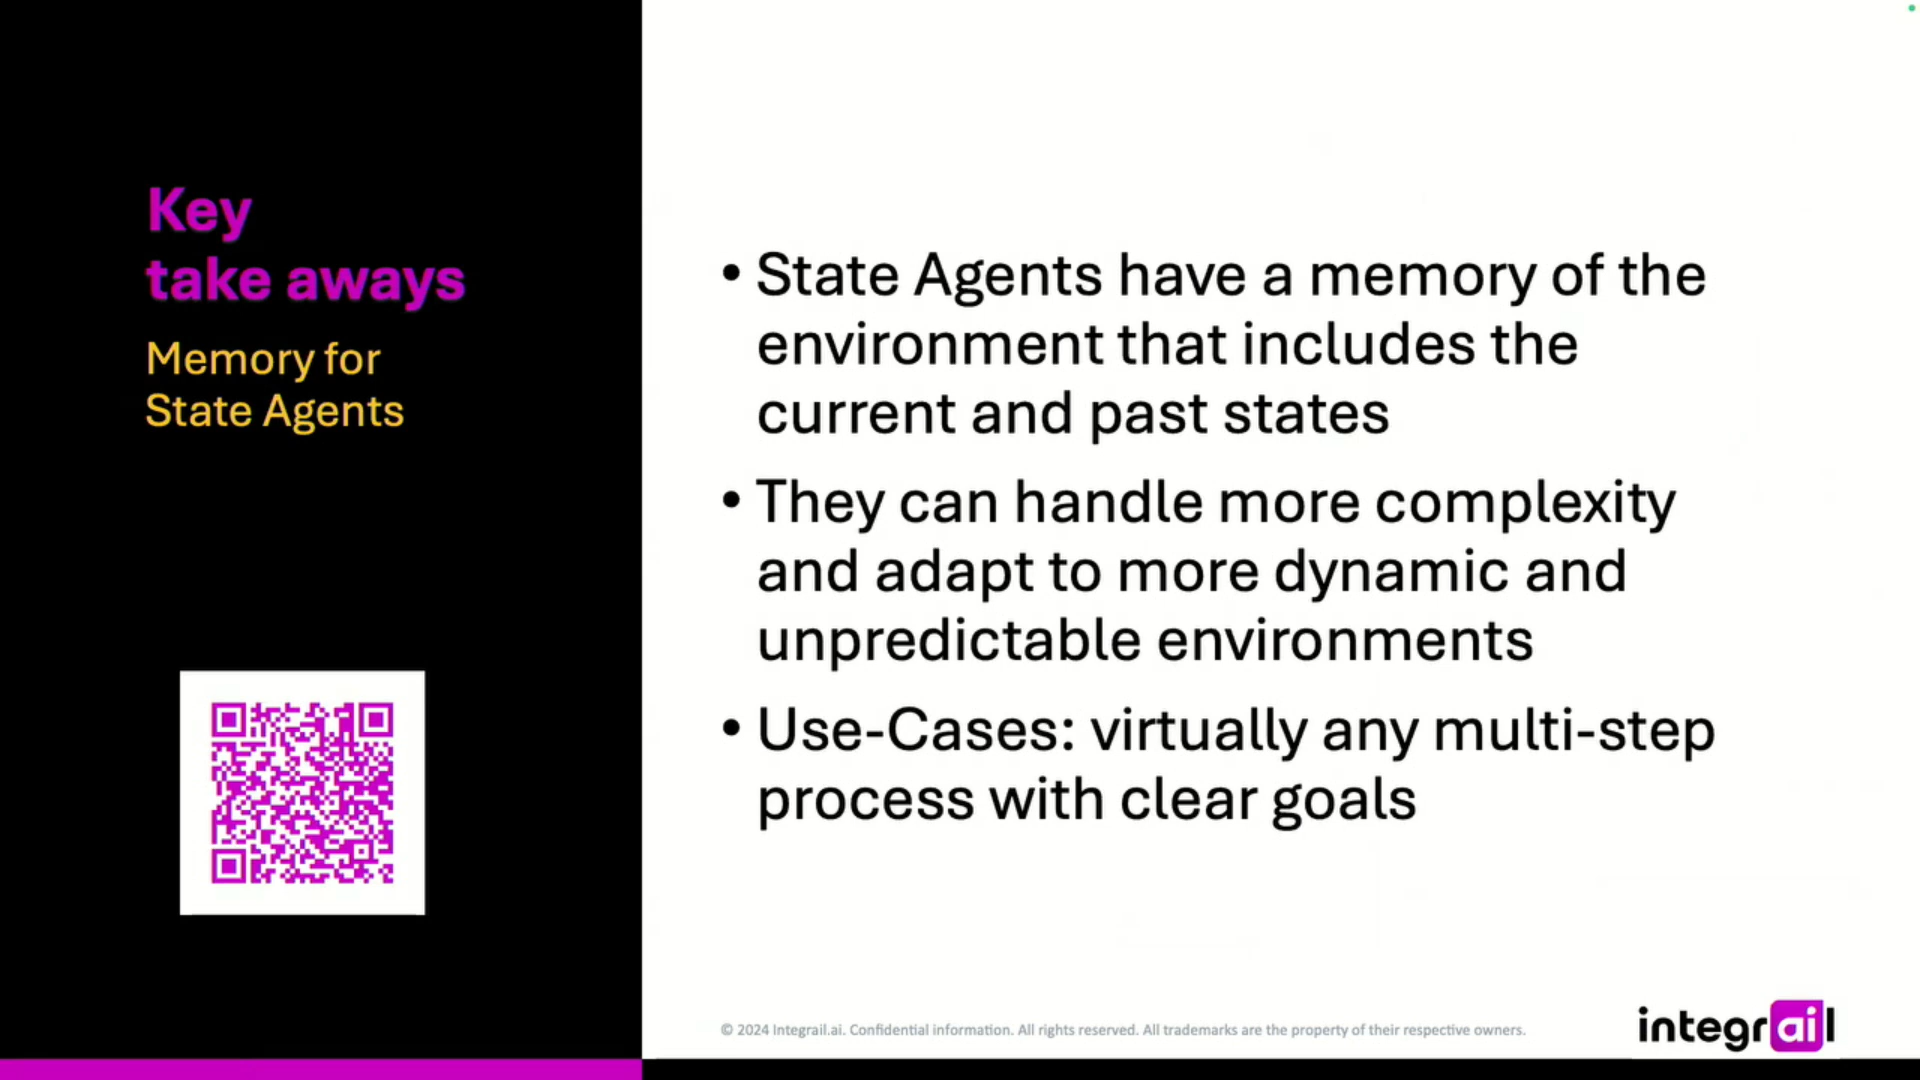 Key
take aways
Memory for
State Agents
• State Agents have a memory of the
environment that includes the
current and past states
• They can handle more complexity
and adapt to more dynamic and
unpredictable environments
• Use-Cases: virtually any multi-step
process with clear goals
© 2024 Integrail.ai. Confidential information. All rights reserved. All trademarks are the property of their respective owners.
integrail